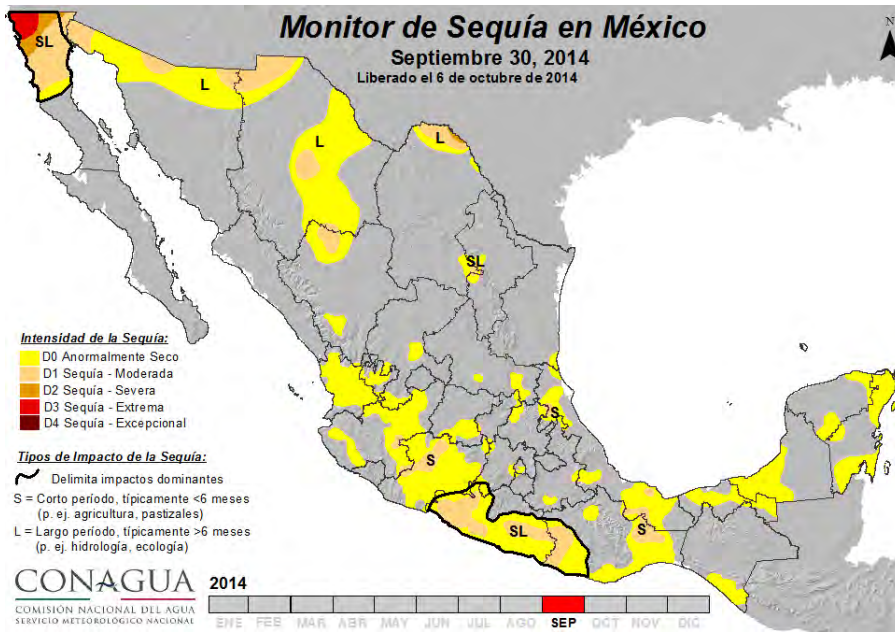 Monitor de Sequía en México
Septiembre 30, 2014
Liberado el 6 de octubre de 2014
N
SL
L
L
L
SL
S
S
SL
S
Intensidad de la Sequía:
D0 Anormalmente Seco
D1 Sequía - Moderada
D2 Sequía - Severa
D3 Sequía - Extrema
D4 Sequía - Excepcional
Tipos de Impacto de la Sequía:
Delimita impactos dominantes
S = Corto período, típicamente <6 meses
(p. ej. agricultura, pastizales)
L = Largo período, típicamente >6 meses
(p. ej. hidrología, ecología)
CONAGUA
COMISIÓN NACIONAL DEL AGUA
SERVICIO METEOROLÓGICO NACIONAL
2014
ENE FEB MAR ABR MAY JUN JUL AGO SEP OCT NOV DIC